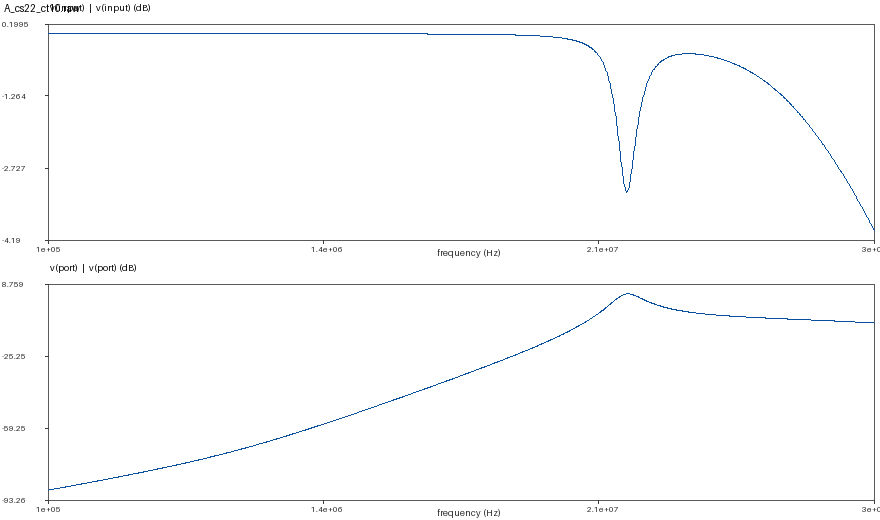 v(input) | v(input) (dB)
0.1995
-1.264
-2.727
-4.19
1e+05
1.4e+06
2.1e+07
3e+0
frequency (Hz)
v(port) | v(port) (dB)
8.759
-25.25
-59.25
-93.26
1e+05
1.4e+06
2.1e+07
3e+0
frequency (Hz)